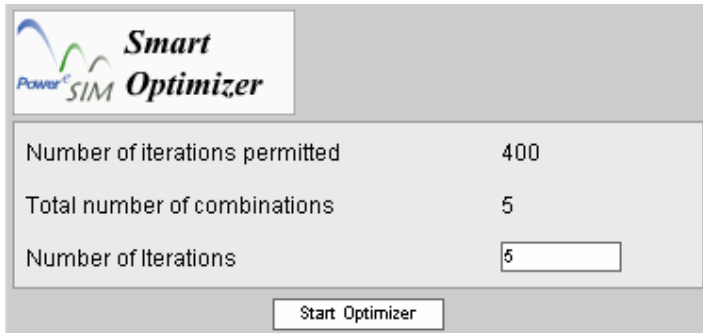 Smart
Optimizer
Power e SIM
Number of iterations permitted 400
Total number of combinations 5
Number of Iterations 5
Start Optimizer